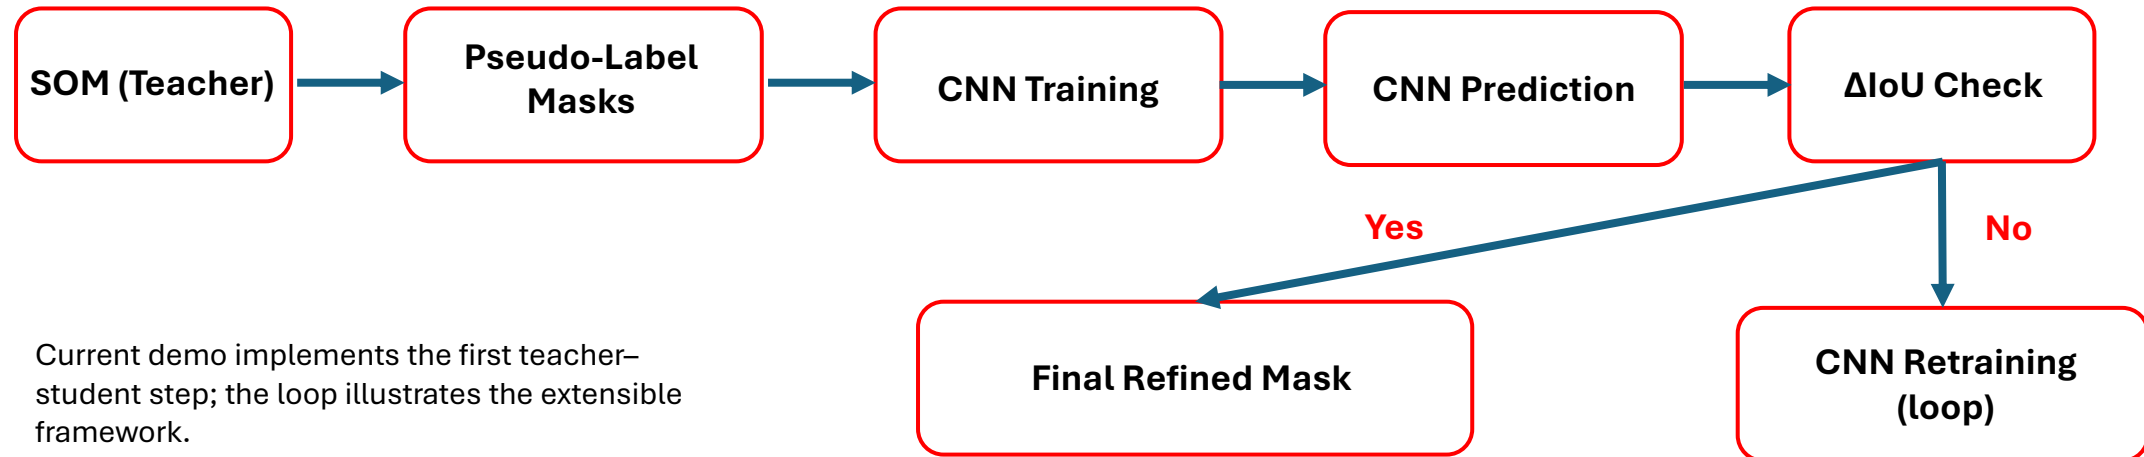 SOM (Teacher)
Pseudo-Label
Masks
CNN Training
CNN Prediction
ΔIoU Check
Yes
No
Final Refined Mask
CNN Retraining
(loop)
Current demo implements the first teacher–
student step; the loop illustrates the extensible
framework.